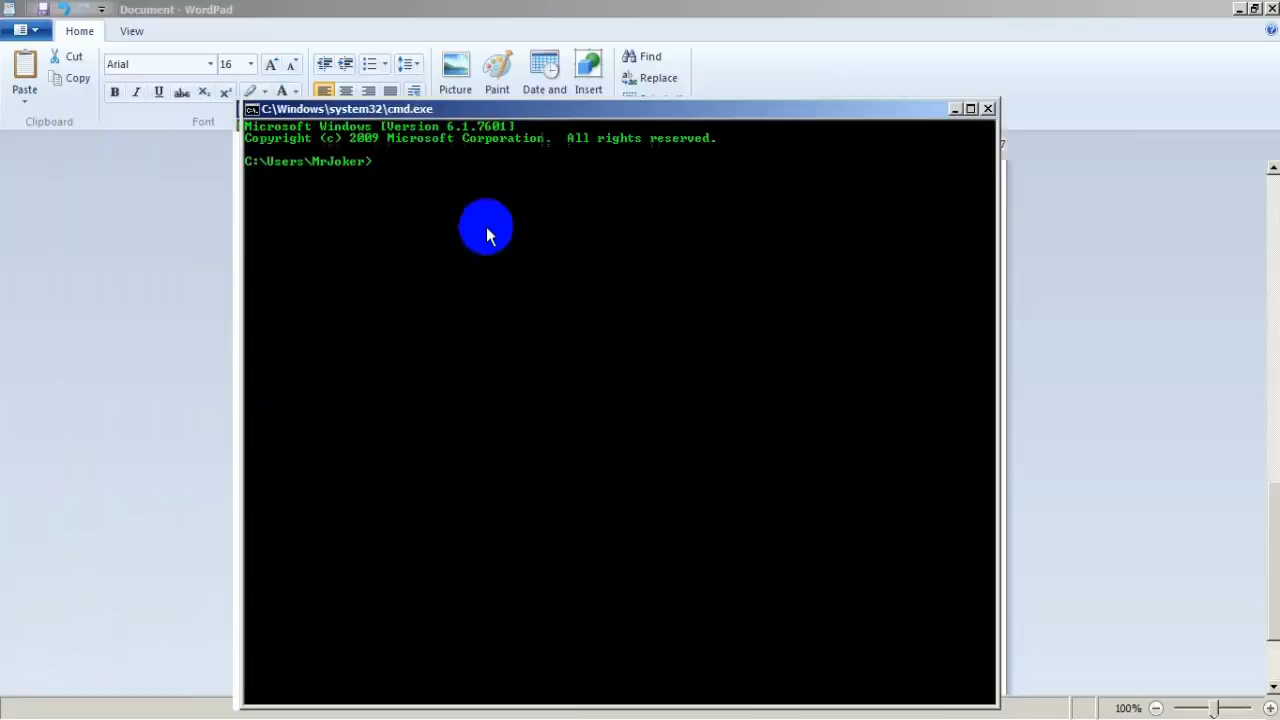 Document - WordPad
Home View
Cut
Copy
Paste
Clipboard
Arial 16
Font
Picture Paint Date and Insert
Find
Replace
C:\Windows\system32\cmd.exe
Microsoft Windows [Version 6.1.7601]
Copyright (c) 2009 Microsoft Corporation.  All rights reserved.
C:\Users\MrJoker>
7
100%